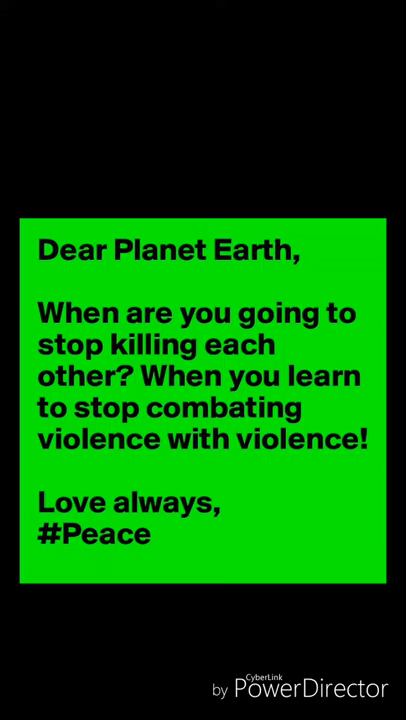 Dear Planet Earth,
When are you going to
stop killing each
other? When you learn
to stop combating
violence with violence!
Love always,
#Peace
CyberLink
by PowerDirector